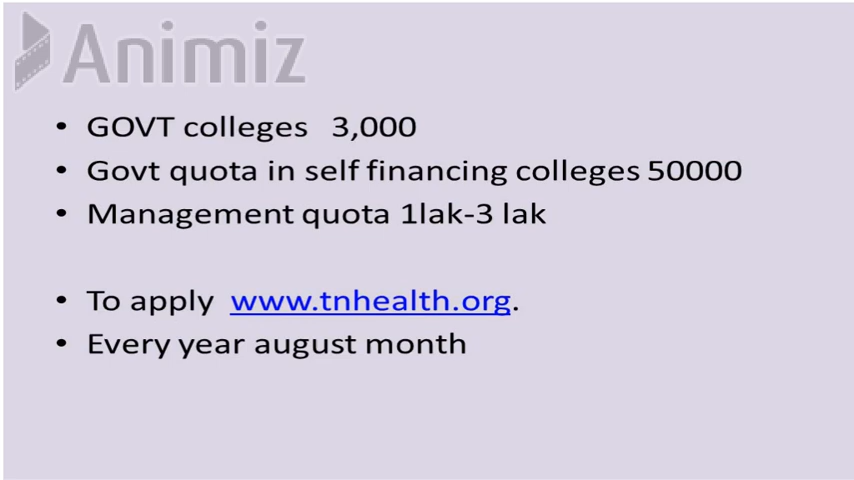 Animiz
• GOVT colleges 3,000
• Govt quota in self financing colleges 50000
• Management quota 1lak-3 lak
• To apply www.tnhealth.org.
• Every year august month